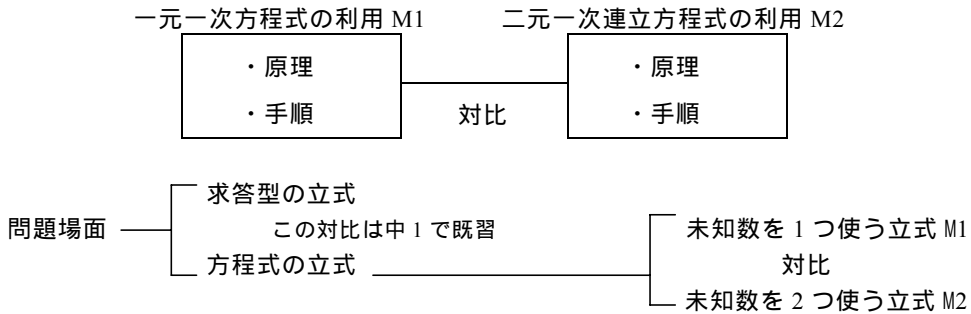 一元一次方程式の利用 M1 二元一次連立方程式の利用 M2
・原理 ・原理
・手順 対比 ・手順
求答型の立式
問題場面 この対比は中 1 で既習 未知数を 1 つ使う立式 M1
方程式の立式 対比
未知数を 2 つ使う立式 M2